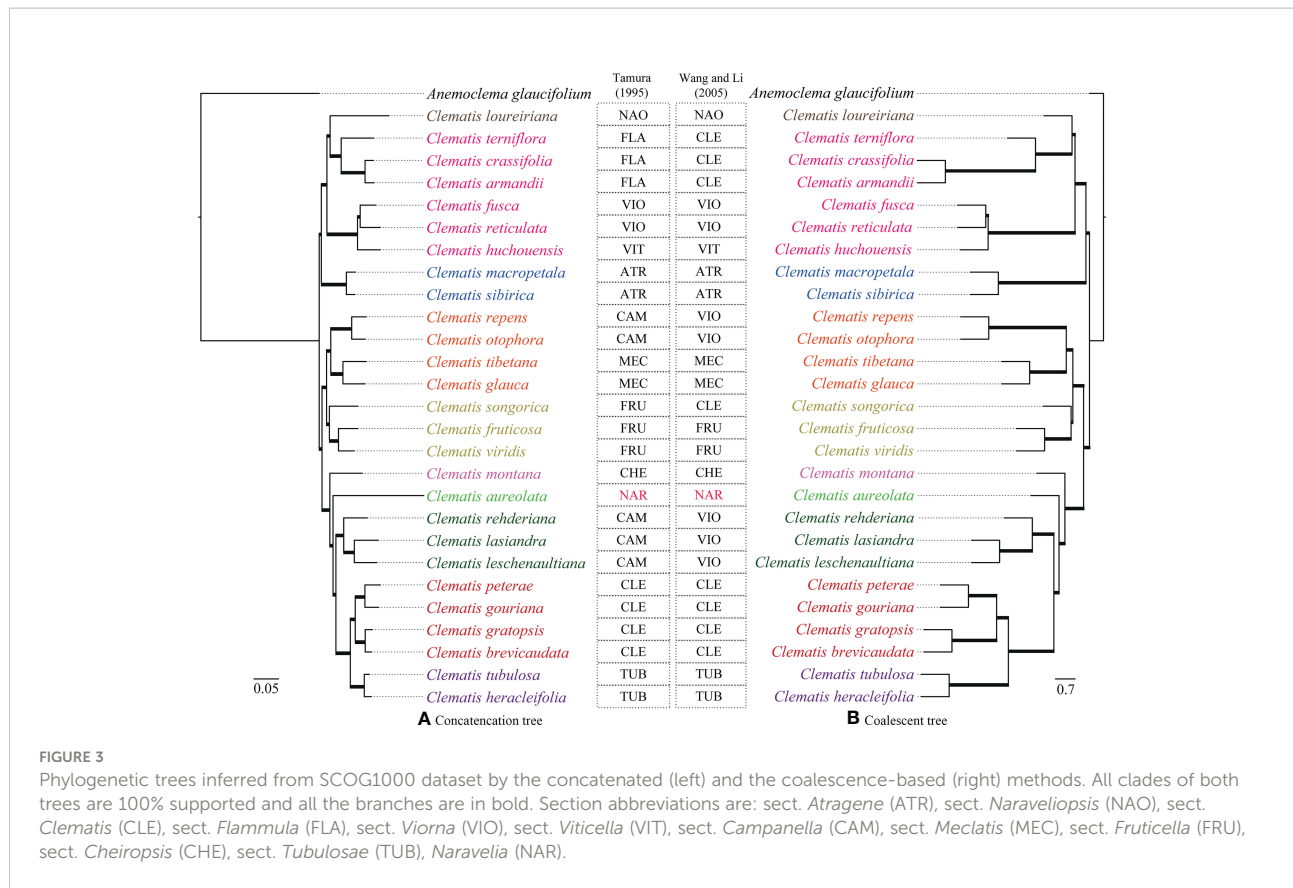 Tamura Wang and Li
(1995) (2005)
Anemoclema glaucifolium Anemoclema glaucifolium
Clematis loureiriana NAO NAO Clematis loureiriana
Clematis terniflora FLA CLE Clematis terniflora
Clematis crassifolia FLA CLE Clematis crassifolia
Clematis armandii FLA CLE Clematis armandii
Clematis fusca VIO VIO Clematis fusca
Clematis reticulata VIO VIO Clematis reticulata
Clematis huchouensis VIT VIT Clematis huchouensis
Clematis macropetala ATR ATR Clematis macropetala
Clematis sibirica ATR ATR Clematis sibirica
Clematis repens CAM VIO Clematis repens
Clematis otophora CAM VIO Clematis otophora
Clematis tibetana MEC MEC Clematis tibetana
Clematis glauca MEC MEC Clematis glauca
Clematis songorica FRU CLE Clematis songorica
Clematis fruticosa FRU FRU Clematis fruticosa
Clematis viridis FRU FRU Clematis viridis
Clematis montana CHE CHE Clematis montana
Clematis aureolata NAR NAR Clematis aureolata
Clematis rehderiana CAM VIO Clematis rehderiana
Clematis lasiandra CAM VIO Clematis lasiandra
Clematis leschenaultiana CAM VIO Clematis leschenaultiana
Clematis peterae CLE CLE Clematis peterae
Clematis gouriana CLE CLE Clematis gouriana
Clematis gratopsis CLE CLE Clematis gratopsis
Clematis brevicaudata CLE CLE Clematis brevicaudata
Clematis tubulosa TUB TUB Clematis tubulosa
Clematis heracleifolia TUB TUB Clematis heracleifolia
0.05 0.7
A Concatencation tree B Coalescent tree
FIGURE 3
Phylogenetic trees inferred from SCOG1000 dataset by the concatenated (left) and the coalescence-based (right) methods. All clades of both
trees are 100% supported and all the branches are in bold. Section abbreviations are: sect. Atragene (ATR), sect. Naraveliopsis (NAO), sect.
Clematis (CLE), sect. Flammula (FLA), sect. Viorna (VIO), sect. Viticella (VIT), sect. Campanella (CAM), sect. Meclatis (MEC), sect. Fruticella (FRU),
sect. Cheiropsis (CHE), sect. Tubulosae (TUB), Naravelia (NAR).